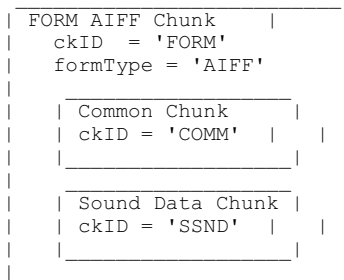 FORM AIFF Chunk
ckID = 'FORM'
formType = 'AIFF'
Common Chunk
ckID = 'COMM'
Sound Data Chunk
ckID = 'SSND'